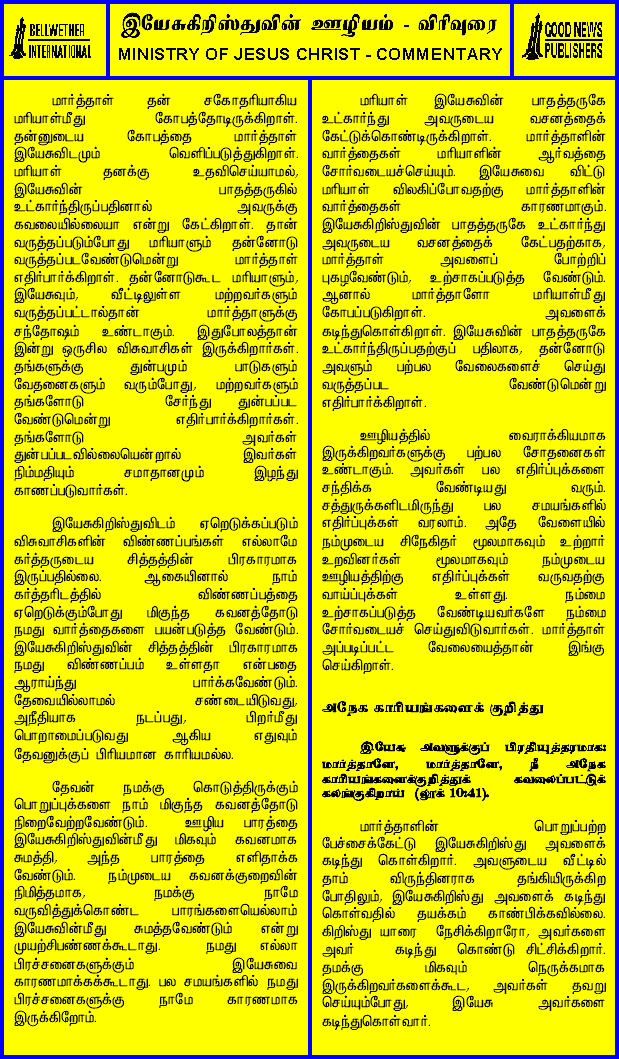 BELLWETHER
INTERNATIONAL
இயேசுகிறிஸ்துவின் ஊழியம் - விரிவுரை
MINISTRY OF JESUS CHRIST - COMMENTARY
GOOD NEWS
PUBLISHERS
மார்த்தாள் தன் சகோதரியாகிய
மரியாள்மீது கோபத்தோடிருக்கிறாள்.
தன்னுடைய கோபத்தை மார்த்தாள்
இயேசுவிடமும் வெளிப்படுத்துகிறாள்.
மரியாள் தனக்கு உதவிசெய்யாமல்,
இயேசுவின் பாதத்தருகில்
உட்கார்ந்திருப்பதினால் அவருக்கு
கவலையில்லையா என்று கேட்கிறாள். தான்
வருத்தப்படும்போது மரியாளும் தன்னோடு
வருத்தப்படவேண்டுமென்று மார்த்தாள்
எதிர்பார்க்கிறாள். தன்னோடுகூட மரியாளும்,
இயேசுவும், வீட்டிலுள்ள மற்றவர்களும்
வருத்தப்பட்டால்தான் மார்த்தாளுக்கு
சந்தோஷம் உண்டாகும். இதுபோலத்தான்
இன்று ஒருசில விசுவாசிகள் இருக்கிறார்கள்.
தங்களுக்கு துன்பமும் பாடுகளும்
வேதனைகளும் வரும்போது, மற்றவர்களும்
தங்களோடு சேர்ந்து துன்பப்பட
வேண்டுமென்று எதிர்பார்க்கிறார்கள்.
தங்களோடு அவர்கள்
துன்பப்படவில்லையென்றால் இவர்கள்
நிம்மதியும் சமாதானமும் இழந்து
காணப்படுவார்கள்.
இயேசுகிறிஸ்துவிடம் ஏறெடுக்கப்படும்
விசுவாசிகளின் விண்ணப்பங்கள் எல்லாமே
கர்த்தருடைய சித்தத்தின் பிரகாரமாக
இருப்பதில்லை. ஆகையினால் நாம்
கர்த்தரிடத்தில் விண்ணப்பத்தை
ஏறெடுக்கும்போது மிகுந்த கவனத்தோடு
நமது வார்த்தைகளை பயன்படுத்த வேண்டும்.
இயேசுகிறிஸ்துவின் சித்தத்தின் பிரகாரமாக
நமது விண்ணப்பம் உள்ளதா என்பதை
ஆராய்ந்து பார்க்கவேண்டும்.
தேவையில்லாமல் சண்டையிடுவது,
அநீதியாக நடப்பது, பிறர்மீது
பொறாமைப்படுவது ஆகிய எதுவும்
தேவனுக்குப் பிரியமான காரியமல்ல.
தேவன் நமக்கு கொடுத்திருக்கும்
பொறுப்புக்களை நாம் மிகுந்த கவனத்தோடு
நிறைவேற்றவேண்டும். ஊழிய பாரத்தை
இயேசுகிறிஸ்துவின்மீது மிகவும் கவனமாக
சுமத்தி, அந்த பாரத்தை எளிதாக்க
வேண்டும். நம்முடைய கவனக்குறைவின்
நிமித்தமாக, நமக்கு நாமே
வருவித்துக்கொண்ட பாரங்களையெல்லாம்
இயேசுவின்மீது சுமத்தவேண்டும் என்று
முயற்சிபண்ணக்கூடாது. நமது எல்லா
பிரச்சனைகளுக்கும் இயேசுவை
காரணமாக்கக்கூடாது. பல சமயங்களில் நமது
பிரச்சனைகளுக்கு நாமே காரணமாக
இருக்கிறோம்.
மரியாள் இயேசுவின் பாதத்தருகே
உட்கார்ந்து அவருடைய வசனத்தைக்
கேட்டுக்கொண்டிருக்கிறாள். மார்த்தாளின்
வார்த்தைகள் மரியாளின் ஆர்வத்தை
சோர்வடையச்செய்யும். இயேசுவை விட்டு
மரியாள் விலகிப்போவதற்கு மார்த்தாளின்
வார்த்தைகள் காரணமாகும்.
இயேசுகிறிஸ்துவின் பாதத்தருகே உட்கார்ந்து
அவருடைய வசனத்தைக் கேட்பதற்காக,
மார்த்தாள் அவளைப் போற்றிப்
புகழவேண்டும், உற்சாகப்படுத்த வேண்டும்.
ஆனால் மார்த்தாளோ மரியாள்மீது
கோபப்படுகிறாள். அவளைக்
கடிந்துகொள்கிறாள். இயேசுவின் பாதத்தருகே
உட்கார்ந்திருப்பதற்குப் பதிலாக, தன்னோடு
அவளும் பற்பல வேலைகளைச் செய்து
வருத்தப்பட வேண்டுமென்று
எதிர்பார்க்கிறாள்.
ஊழியத்தில் வைராக்கியமாக
இருக்கிறவர்களுக்கு பற்பல சோதனைகள்
உண்டாகும். அவர்கள் பல எதிர்ப்புக்களை
சந்திக்க வேண்டியது வரும்.
சத்துருக்களிடமிருந்து பல சமயங்களில்
எதிர்ப்புக்கள் வரலாம். அதே வேளையில்
நம்முடைய சிநேகிதர் மூலமாகவும் உற்றார்
உறவினர்கள் மூலமாகவும் நம்முடைய
ஊழியத்திற்கு எதிர்ப்புக்கள் வருவதற்கு
வாய்ப்புக்கள் உள்ளது. நம்மை
உற்சாகப்படுத்த வேண்டியவர்களே நம்மை
சோர்வடையச் செய்துவிடுவார்கள். மார்த்தாள்
அப்படிப்பட்ட வேலையைத்தான் இங்கு
செய்கிறாள்.
அநேக காரியங்களைக் குறித்து
இயேசு அவளுக்குப் பிரதியுத்தரமாக:
மார்த்தாளே, மார்த்தாளே, நீ அநேக
காரியங்களைக்குறித்துக் கவலைப்பட்டுக்
கலங்குகிறாய் (லூக் 10:41).
மார்த்தாளின் பொறுப்பற்ற
பேச்சைக்கேட்டு இயேசுகிறிஸ்து அவளைக்
கடிந்து கொள்கிறார். அவளுடைய வீட்டில்
தாம் விருந்தினராக தங்கியிருக்கிற
போதிலும், இயேசுகிறிஸ்து அவளைக் கடிந்து
கொள்வதில் தயக்கம் காண்பிக்கவில்லை.
கிறிஸ்து யாரை நேசிக்கிறாரோ, அவர்களை
அவர் கடிந்து கொண்டு சிட்சிக்கிறார்.
தமக்கு மிகவும் நெருக்கமாக
இருக்கிறவர்களைக்கூட, அவர்கள் தவறு
செய்யும்போது, இயேசு அவர்களை
கடிந்துகொள்வார்.